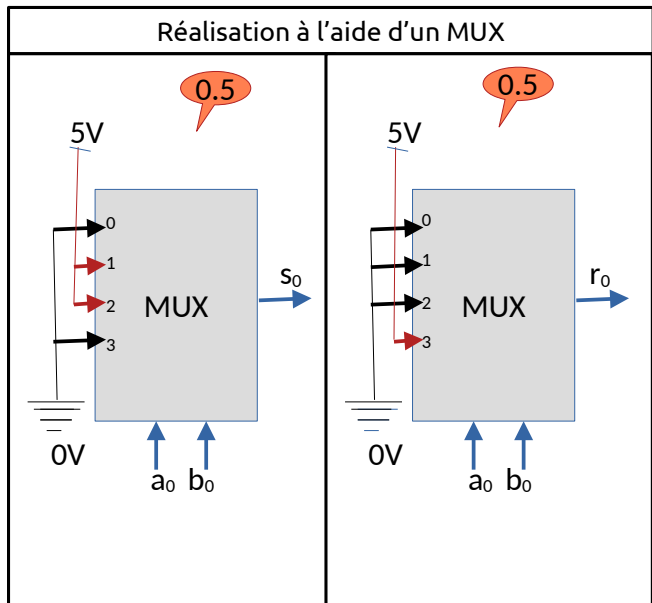 Réalisation à l'aide d'un MUX
0.5
5V
0
1
2
3
MUX
s₀
0V
a₀ b₀
0.5
5V
0
1
2
3
MUX
r₀
0V
a₀ b₀